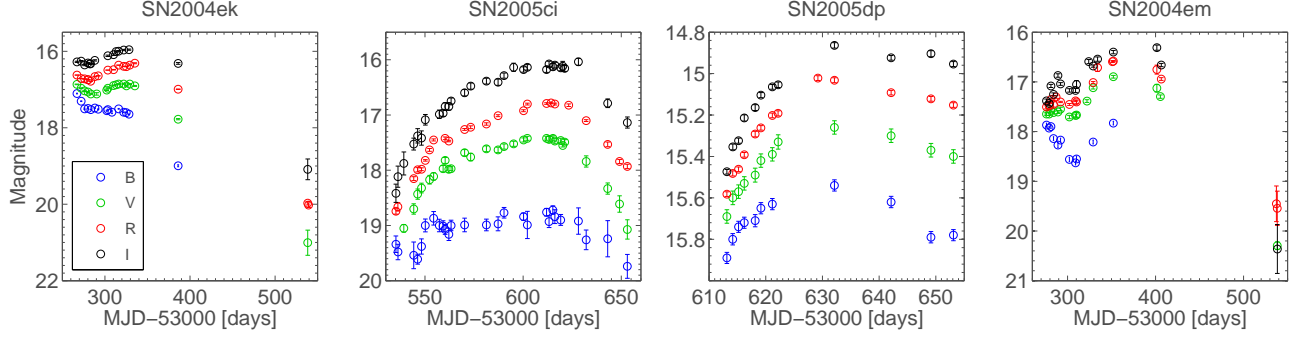 SN2004ek
SN2005ci
SN2005dp
SN2004em
Magnitude
16
18
20
22
B
V
R
I
300
400
500
MJD−53000 [days]
16
17
18
19
20
550
600
650
MJD−53000 [days]
14.8
15
15.2
15.4
15.6
15.8
610
620
630
640
650
MJD−53000 [days]
15
16
17
18
19
20
21
300
400
500
MJD−53000 [days]